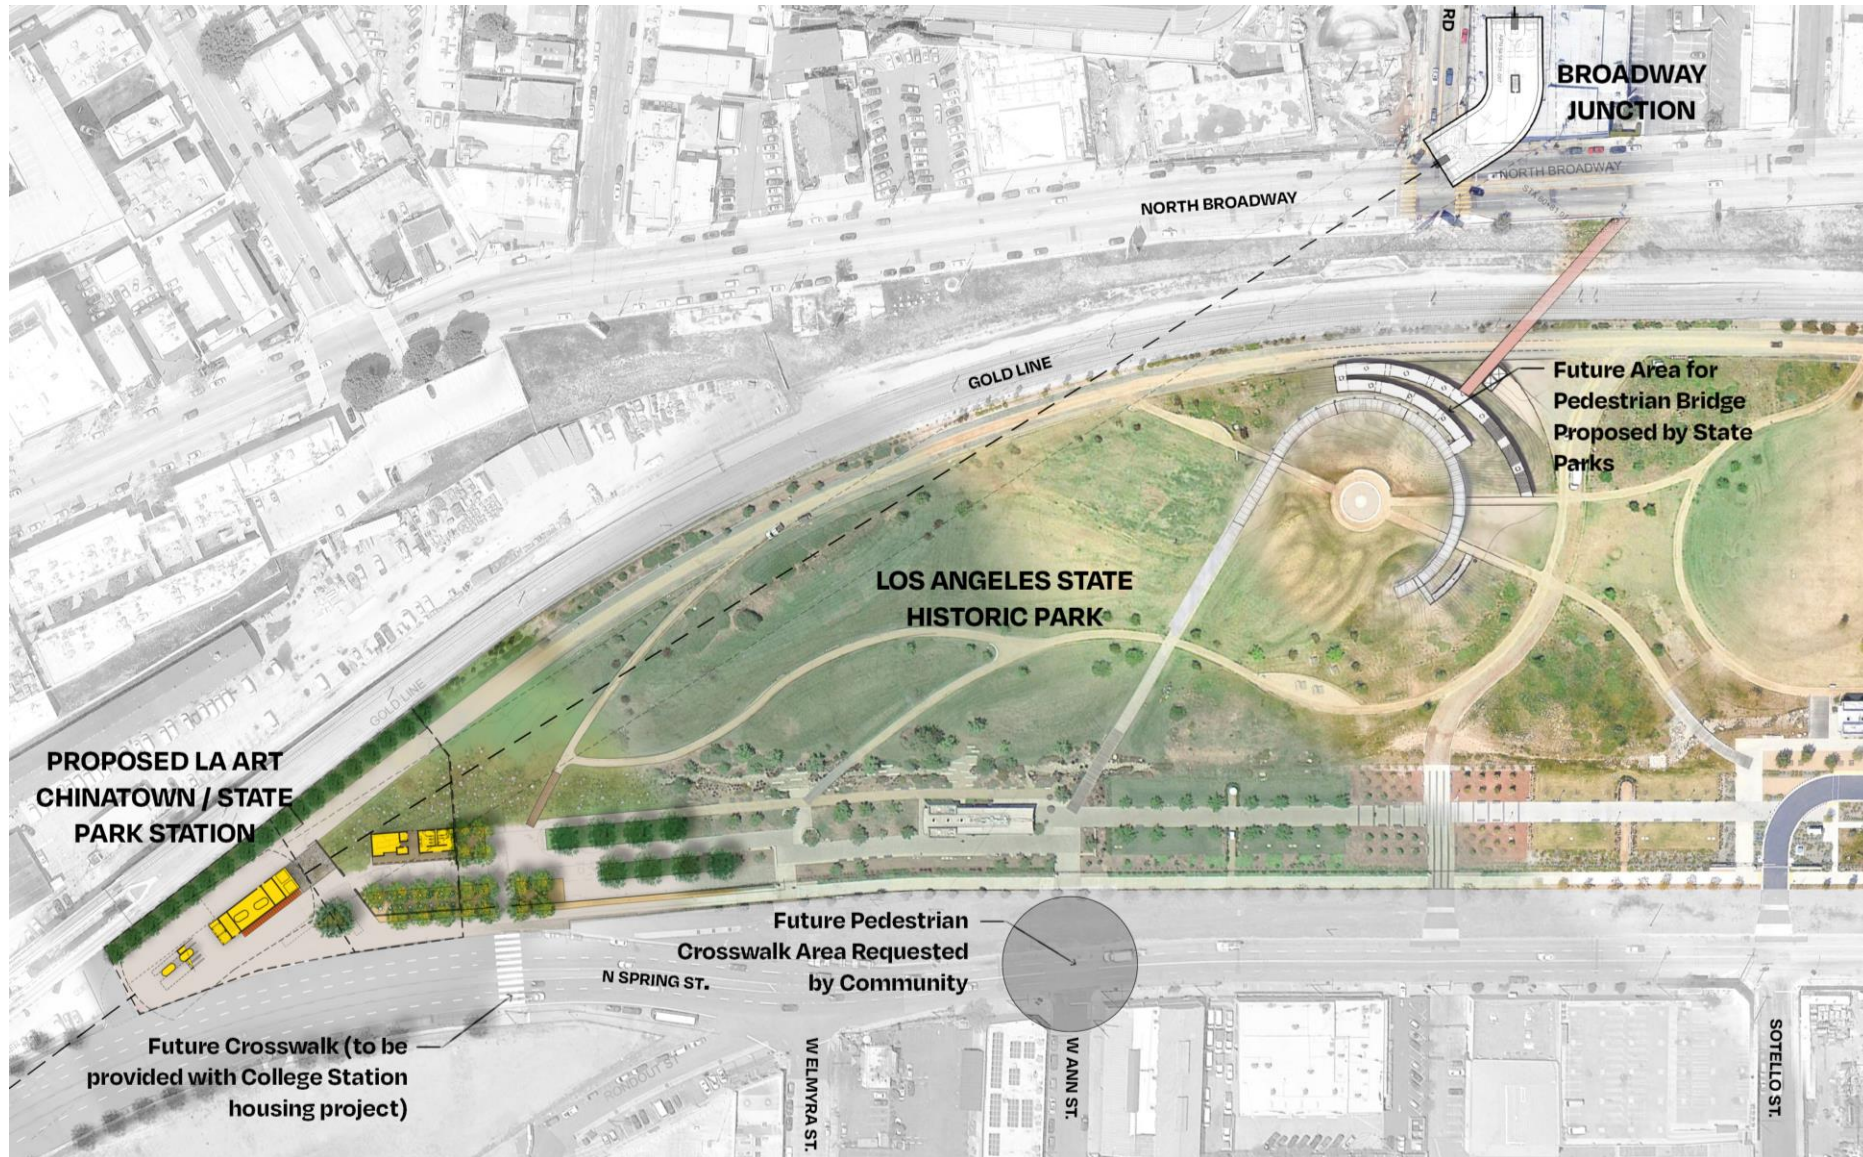 RD
BROADWAY
JUNCTION
NORTH BROADWAY
NORTH BROADWAY
GOLD LINE
Future Area for
Pedestrian Bridge
Proposed by State
Parks
LOS ANGELES STATE
HISTORIC PARK
GOLD LINE
PROPOSED LA ART
CHINATOWN / STATE
PARK STATION
Future Pedestrian
Crosswalk Area Requested
by Community
N SPRING ST.
Future Crosswalk (to be
provided with College Station
housing project)
RONDOUT ST
W ELMYRA ST.
W ANN ST.
SOTELLO ST.